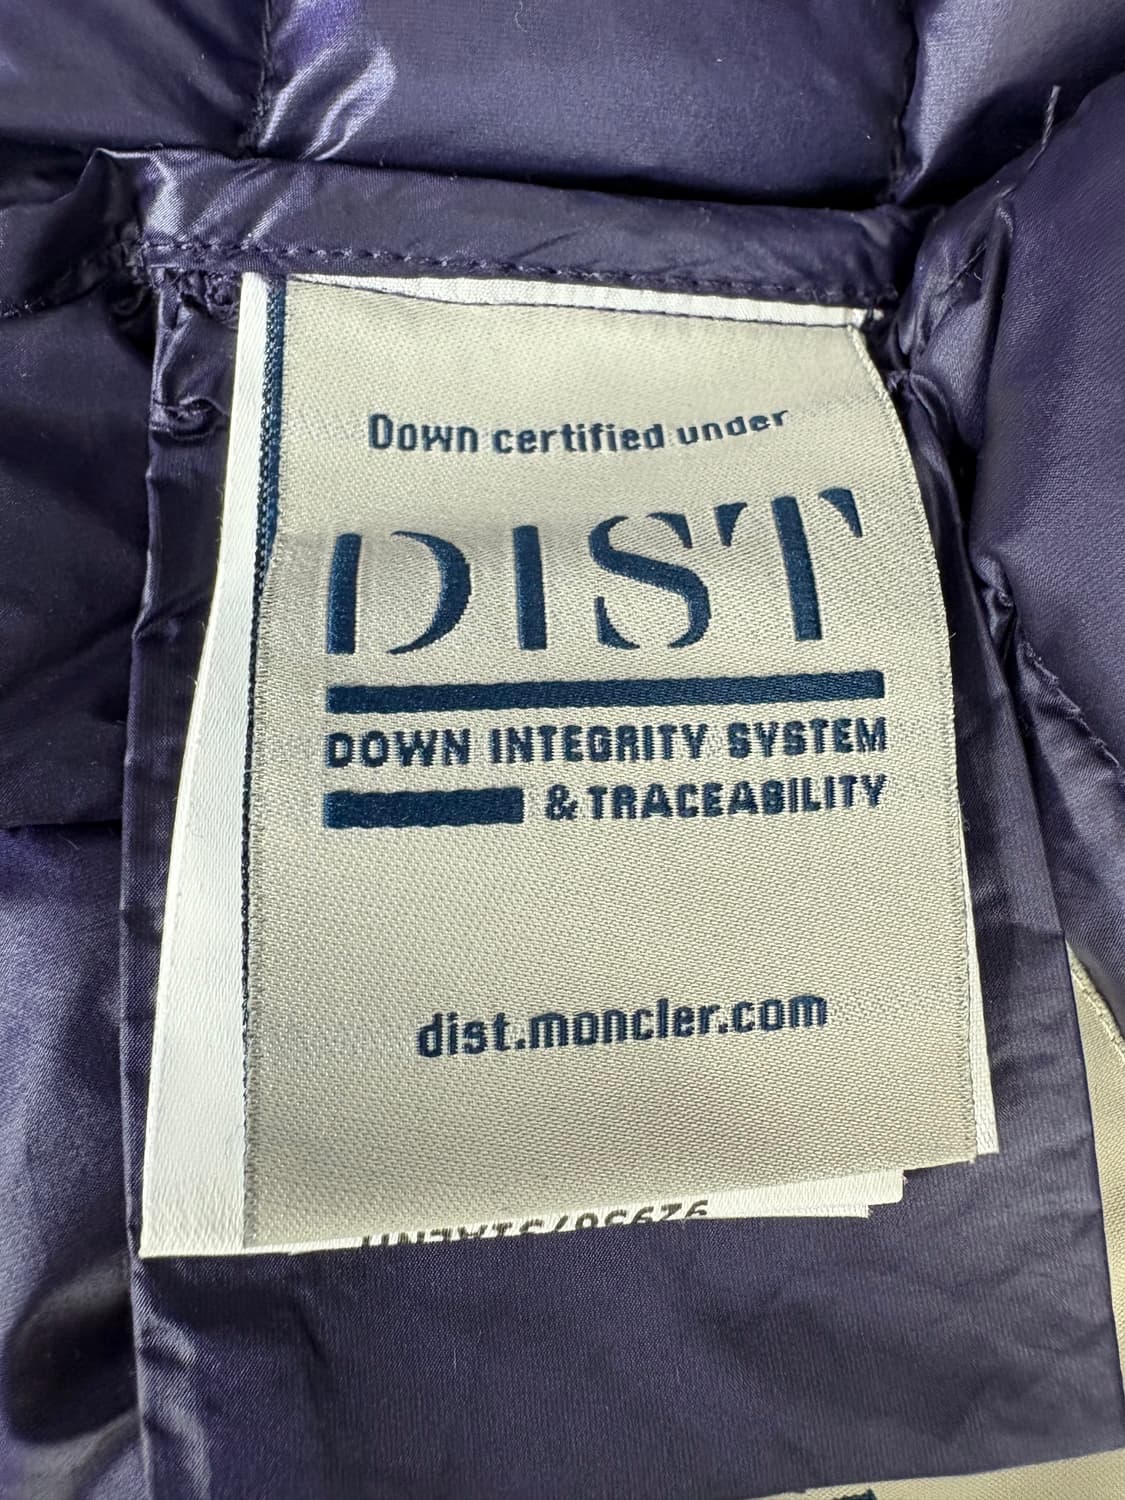 Down certified under
DIST
DOWN INTEGRITY SYSTEM
& TRACEABILITY
dist.moncler.com